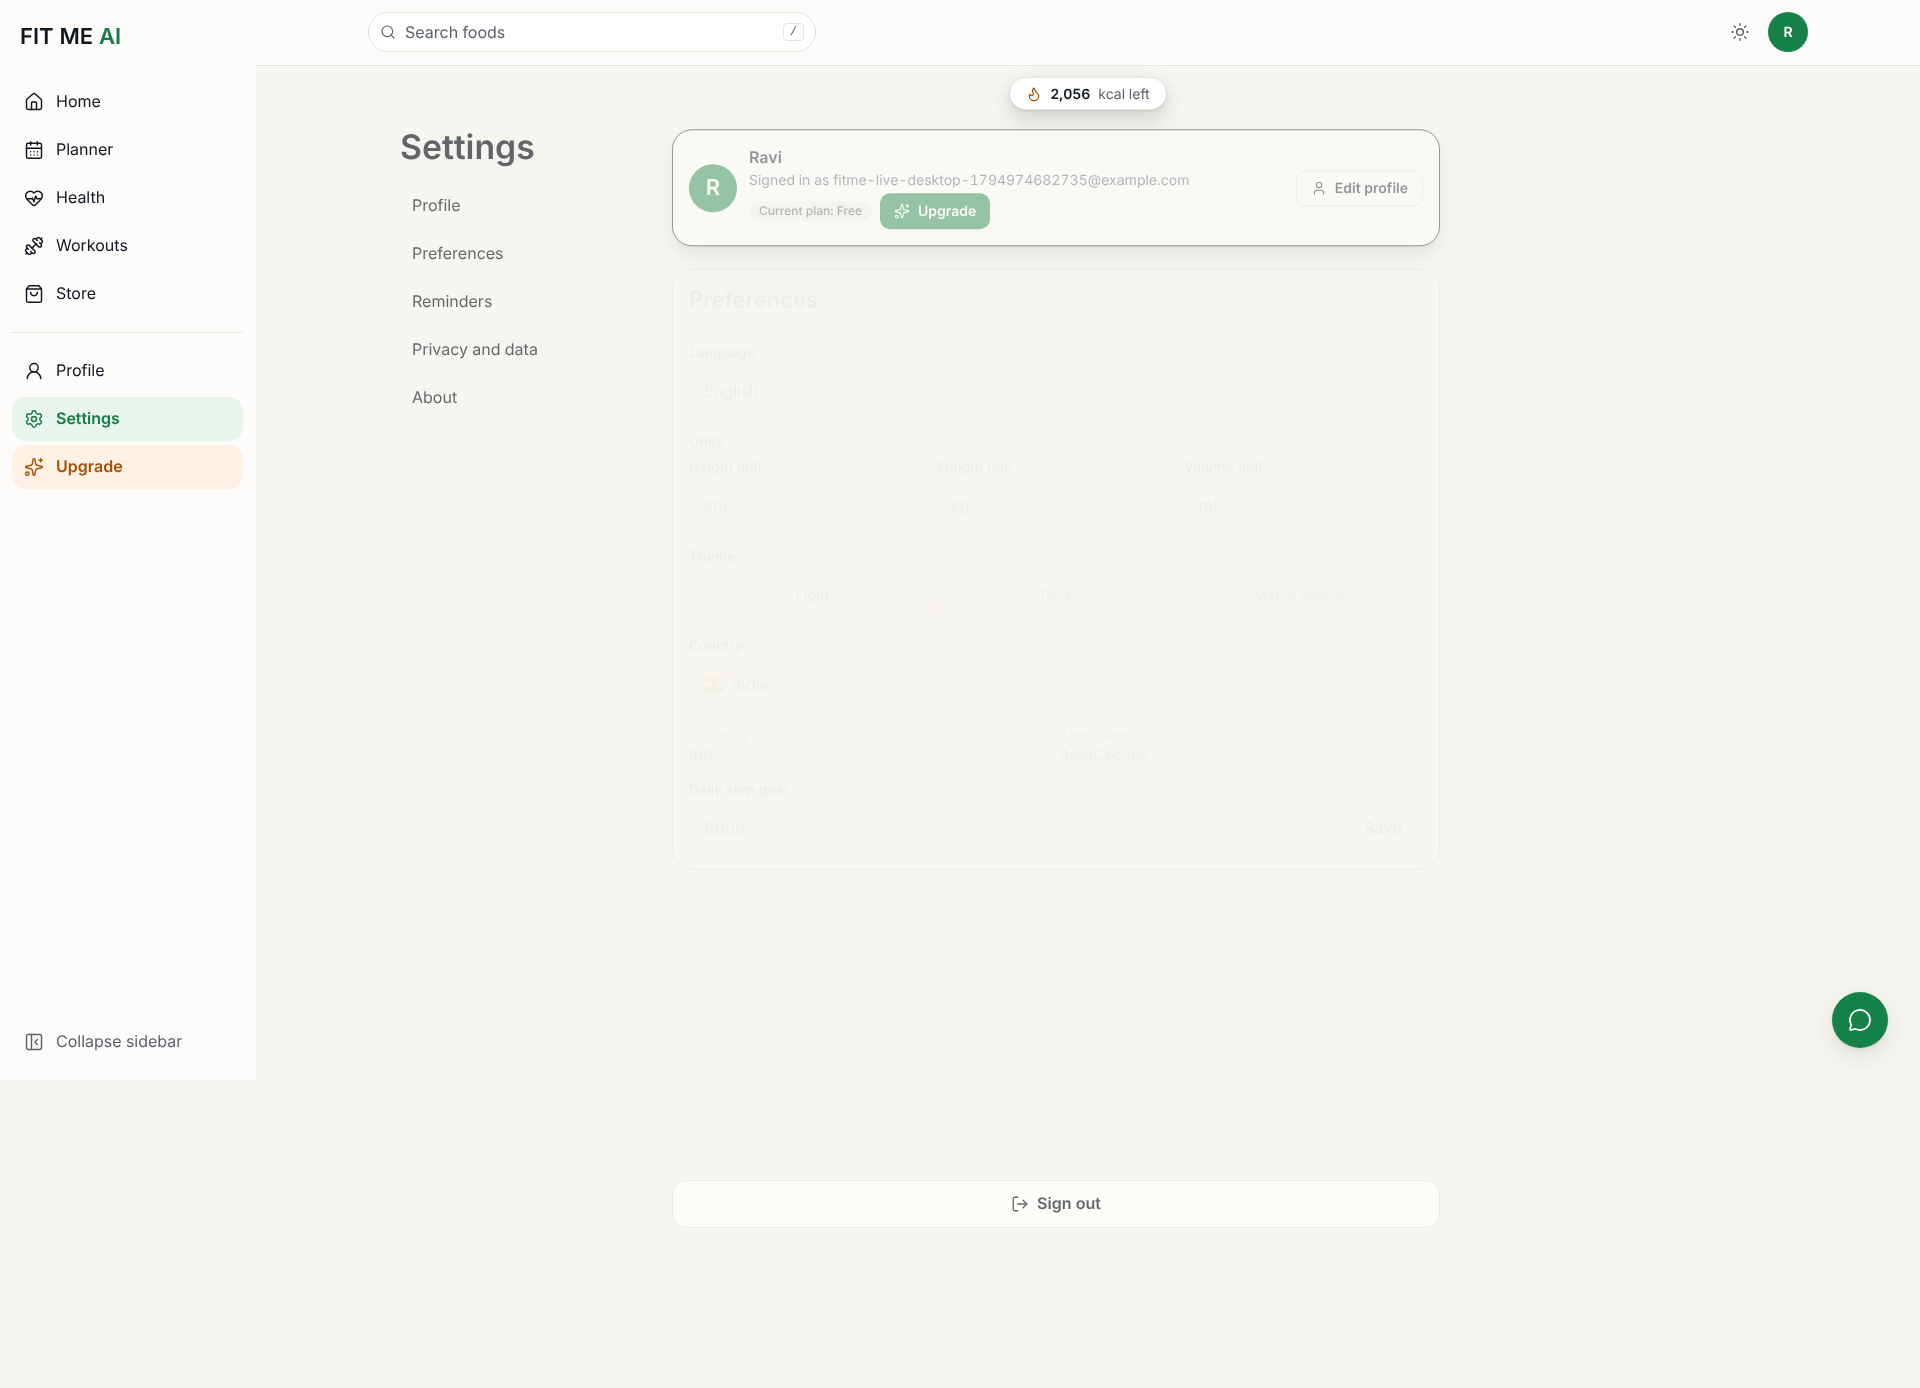 FIT ME AI
Search foods /
R
Home
Planner
Health
Workouts
Store
Profile
Settings
Upgrade
Collapse sidebar
2,056 kcal left
Settings
Profile
Preferences
Reminders
Privacy and data
About
R
Ravi
Signed in as fitme-live-desktop-1794974682735@example.com
Current plan: Free
Upgrade
Edit profile
Preferences
Language
English
Units
Height unit Weight unit Volume unit
cm kg ml
Theme
Light Dark Match device
Country
India
Currency Time zone
INR Asia/Calcutta
Daily step goal
8000 Save
Sign out